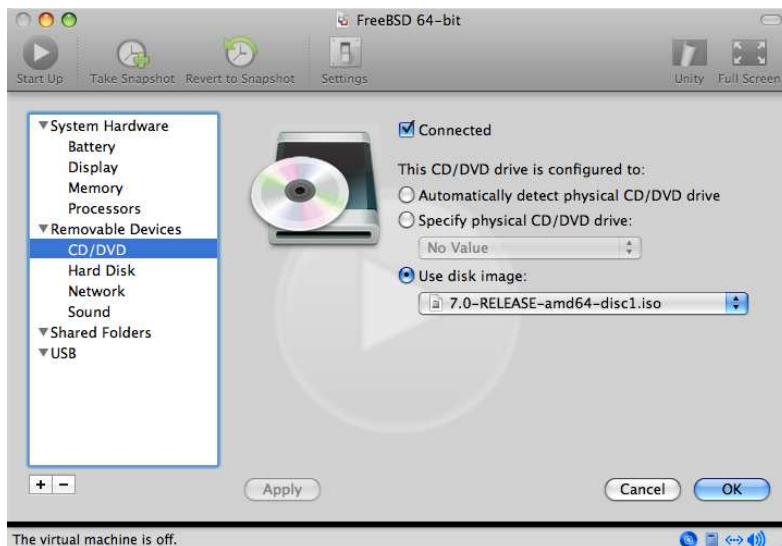 FreeBSD 64-bit
Start Up Take Snapshot Revert to Snapshot Settings Unity Full Screen
System Hardware
Battery
Display
Memory
Processors
Removable Devices
CD/DVD
Hard Disk
Network
Sound
Shared Folders
USB
Connected
This CD/DVD drive is configured to:
Automatically detect physical CD/DVD drive
Specify physical CD/DVD drive:
No Value
Use disk image:
7.0-RELEASE-amd64-disc1.iso
+ −
Apply Cancel OK
The virtual machine is off.